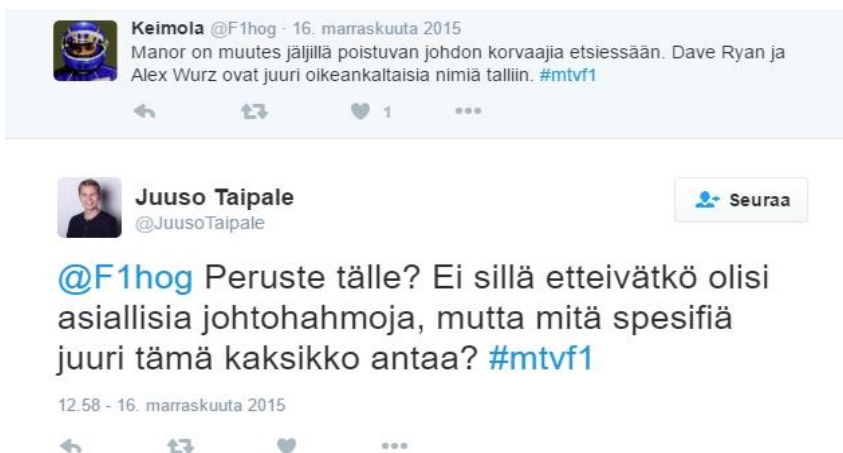 Keimola @F1hog · 16. marraskuuta 2015
Manor on muutes jäljillä poistuvan johdon korvaajia etsiessään. Dave Ryan ja
Alex Wurz ovat juuri oikeankaltaisia nimiä talliin. #mtvf1
1
Juuso Taipale
@JuusoTaipale
Seuraa
@F1hog Peruste tälle? Ei sillä etteivätkö olisi
asiallisia johtohahmoja, mutta mitä spesifiä
juuri tämä kaksikko antaa? #mtvf1
12.58 - 16. marraskuuta 2015